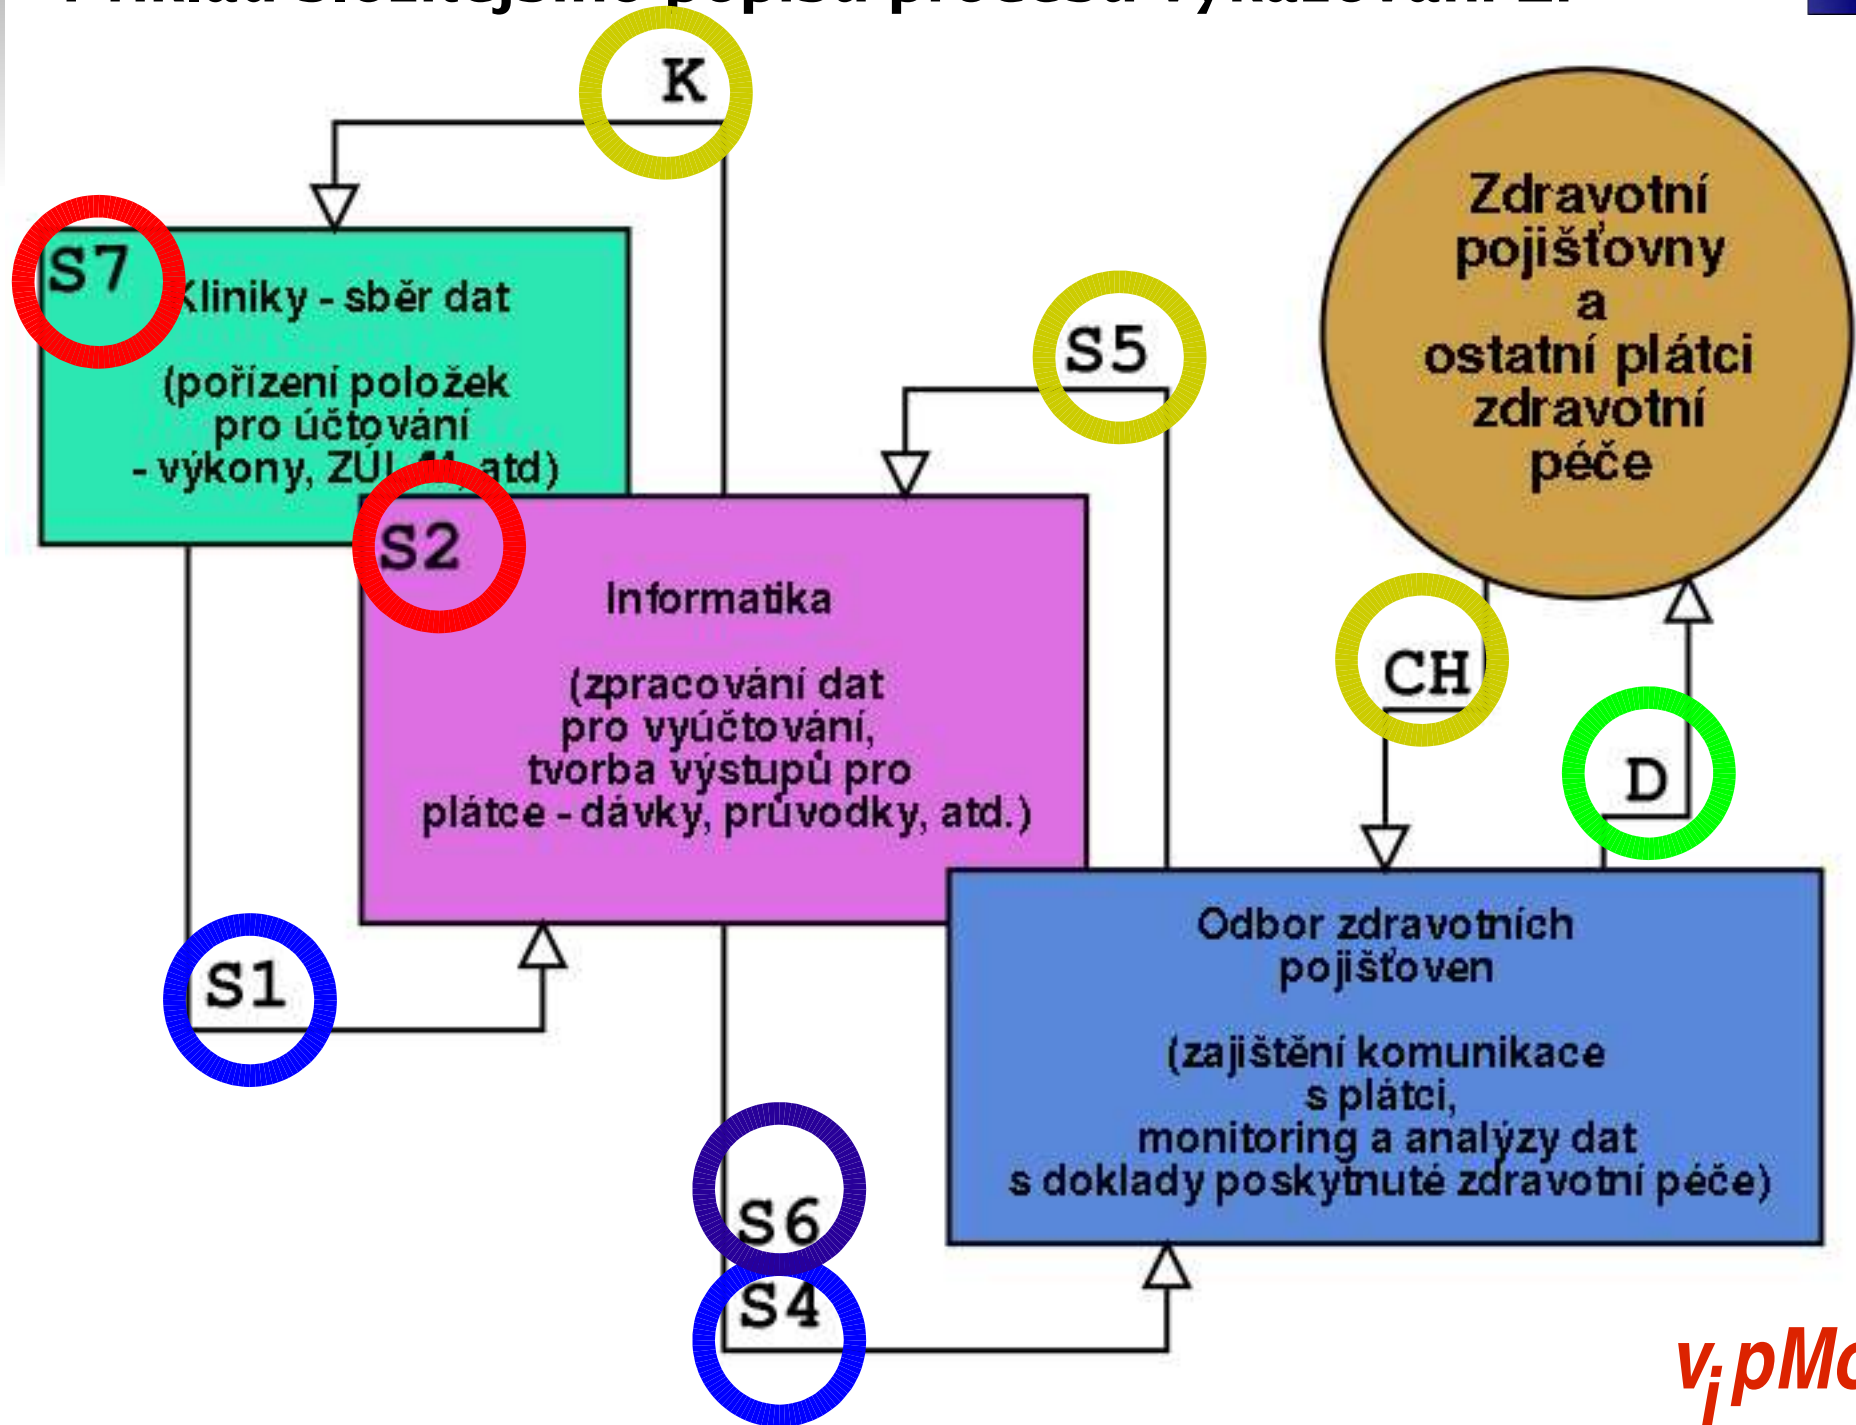 K
S7
Kliniky - sběr dat
(pořízení položek
pro účtování
- výkony, atd)
S5
Zdravotní
pojišťovny
a
ostatní plátci
zdravotní
péče
S2
Informatika
(zpracování dat
pro vyúčtování,
tvorba výstupů pro
plátce - dávky, průvodky, atd.)
CH
D
S1
Odbor zdravotních
pojišťoven
(zajištění komunikace
s plátci,
monitoring a analýzy dat
s doklady poskytnuté zdravotní péče)
S6
S4